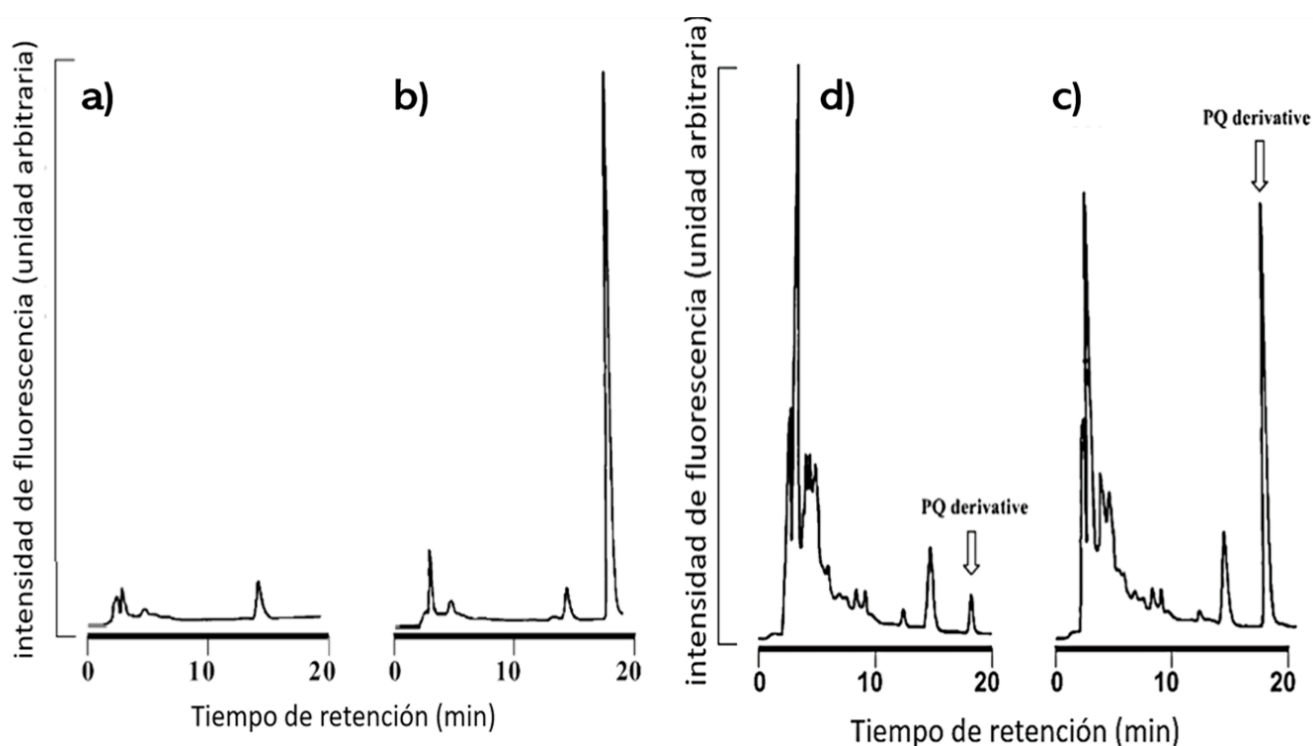 intensidad de fluorescencia (unidad arbitraria)
a)
b)
0 10 20
0 10 20
Tiempo de retención (min)
intensidad de fluorescencia (unidad arbitraria)
d)
c)
PQ derivative
PQ derivative
0 10 20
0 10 20
Tiempo de retención (min)